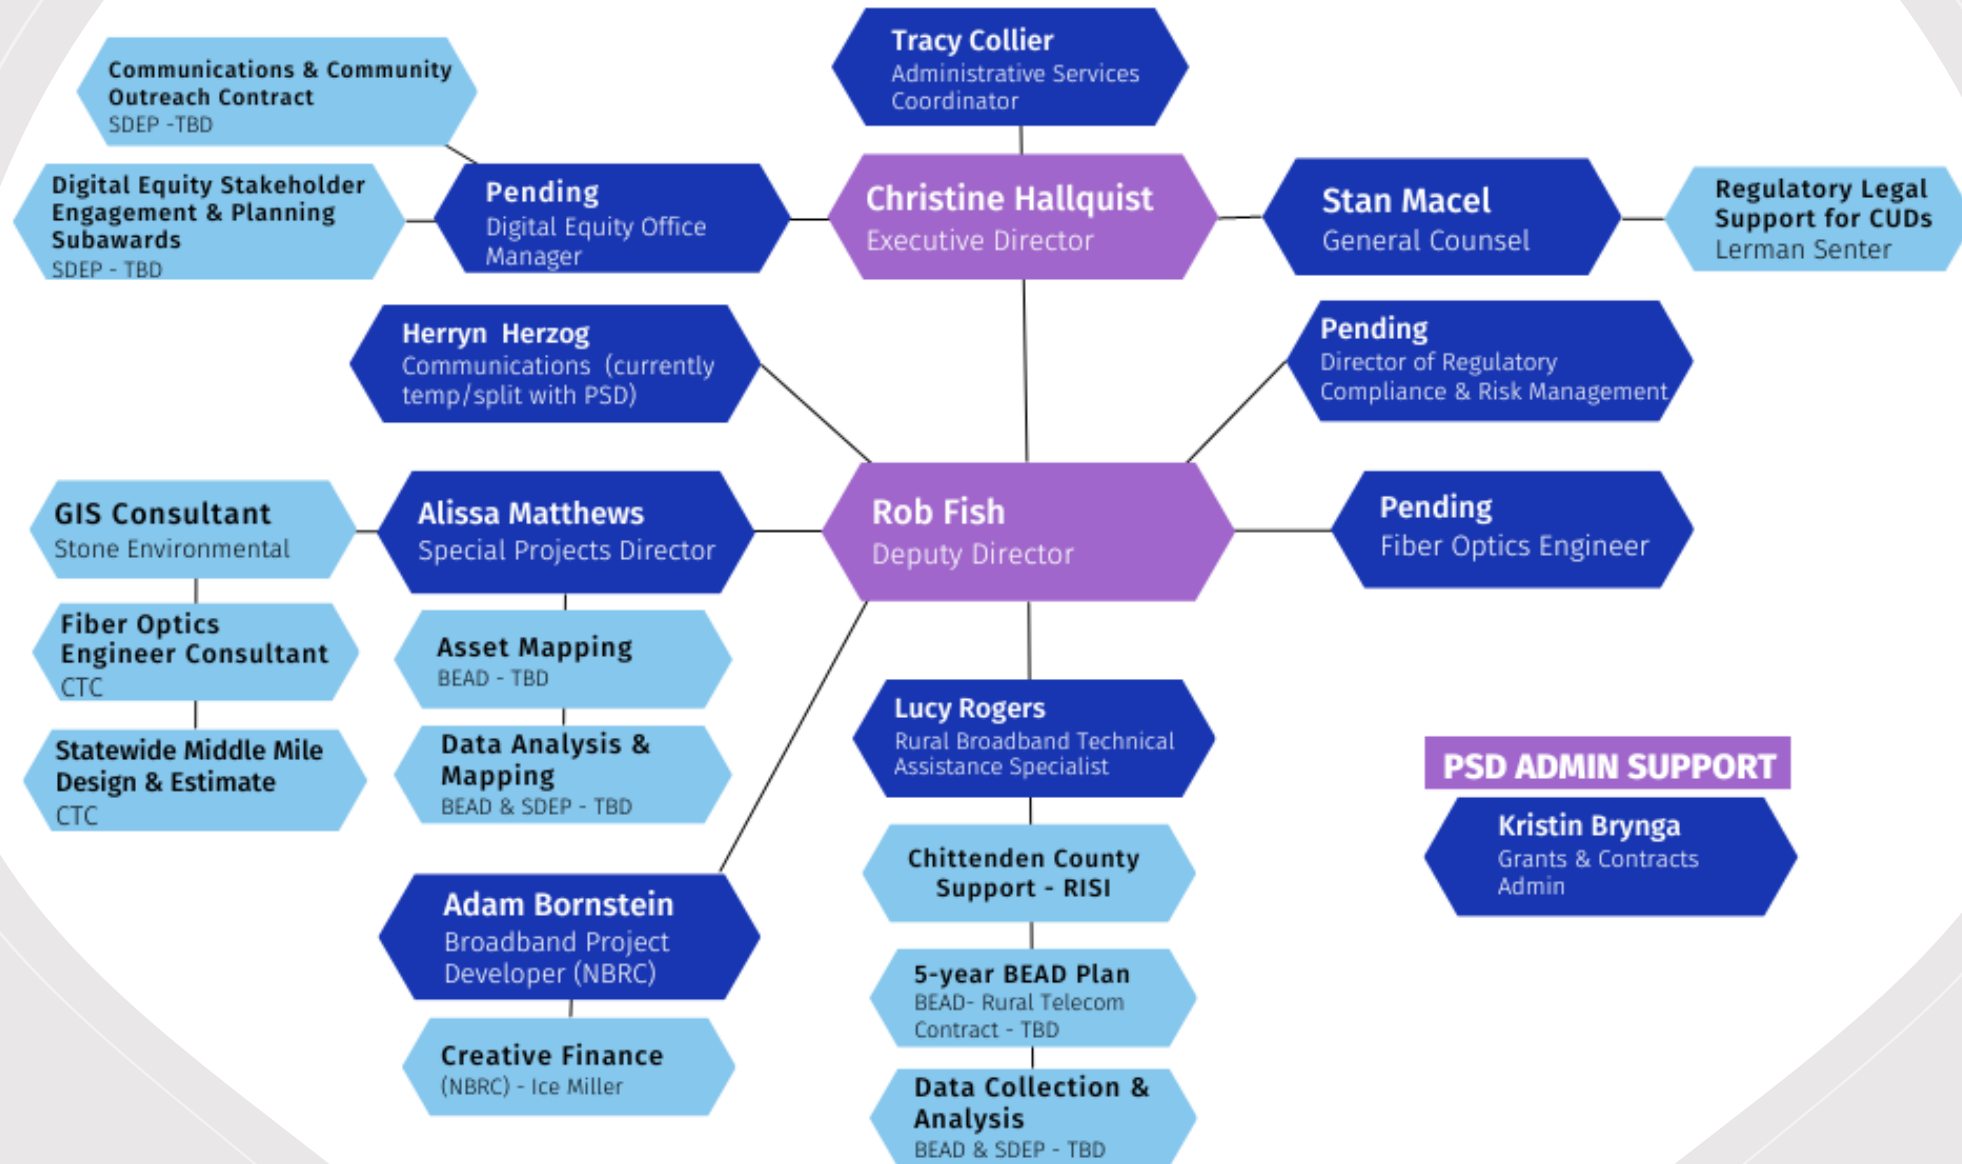 Tracy Collier
Administrative Services
Coordinator
Communications & Community
Outreach Contract
SDEP -TBD
Digital Equity Stakeholder
Engagement & Planning
Subawards
SDEP - TBD
Pending
Digital Equity Office
Manager
Christine Hallquist
Executive Director
Stan Macel
General Counsel
Regulatory Legal
Support for CUDs
Lerman Senter
Herryn  Herzog
Communications  (currently
temp/split with PSD)
Pending
Director of Regulatory
Compliance & Risk Management
GIS Consultant
Stone Environmental
Alissa Matthews
Special Projects Director
Rob Fish
Deputy Director
Pending
Fiber Optics Engineer
Fiber Optics
Engineer Consultant
CTC
Asset Mapping
BEAD - TBD
Statewide Middle Mile
Design & Estimate
CTC
Data Analysis &
Mapping
BEAD & SDEP - TBD
Lucy Rogers
Rural Broadband Technical
Assistance Specialist
PSD ADMIN SUPPORT
Kristin Brynga
Grants & Contracts
Admin
Chittenden County
Support - RISI
Adam Bornstein
Broadband Project
Developer (NBRC)
5-year BEAD Plan
BEAD- Rural Telecom
Contract - TBD
Creative Finance
(NBRC) - Ice Miller
Data Collection &
Analysis
BEAD & SDEP - TBD